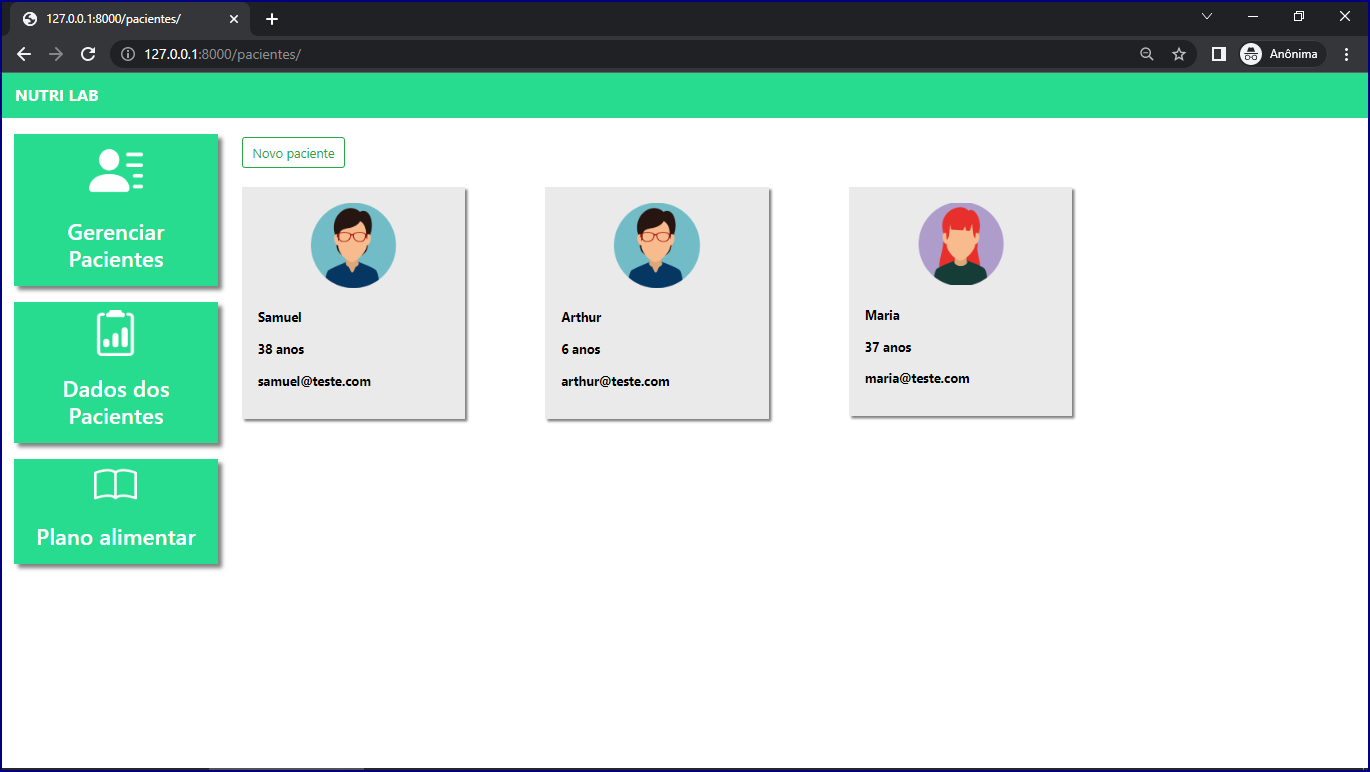 127.0.0.1:8000/pacientes/
127.0.0.1:8000/pacientes/
Anônima
NUTRI LAB
Gerenciar
Pacientes
Dados dos
Pacientes
Plano alimentar
Novo paciente
Samuel
38 anos
samuel@teste.com
Arthur
6 anos
arthur@teste.com
Maria
37 anos
maria@teste.com